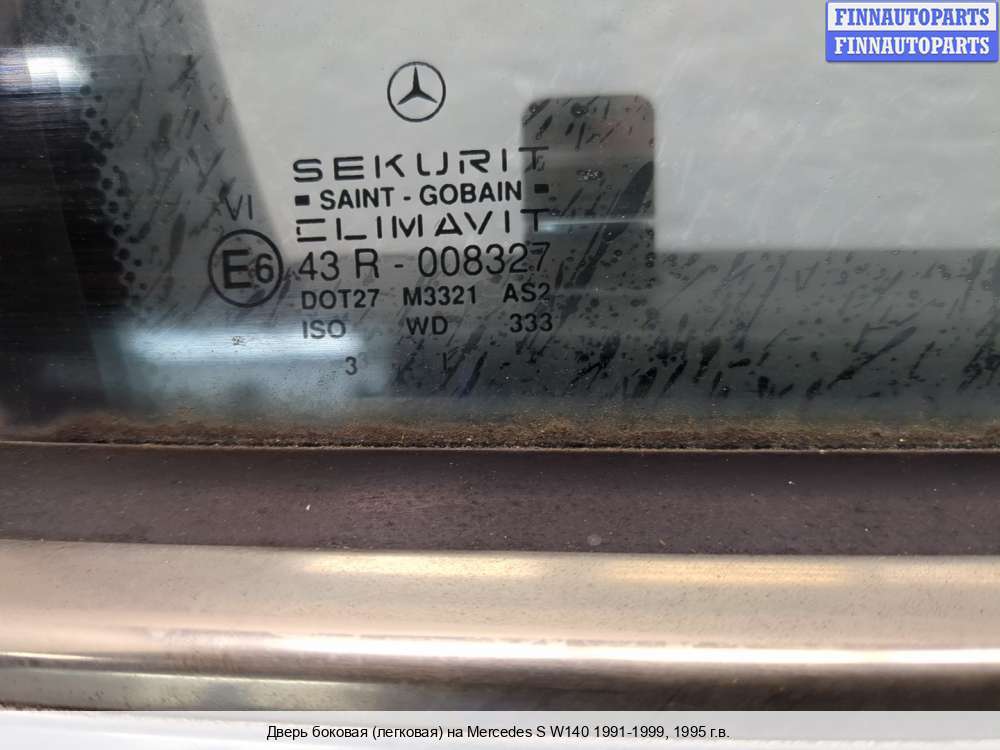 FINNAUTOPARTS
FINNAUTOPARTS
SEKURIT
SAINT - GOBAIN
CLIMAVIT
VI
E6 43 R - 008327
DOT27 M3321 AS2
ISO WD 333
3 I
Дверь боковая (легковая) на Mercedes S W140 1991-1999, 1995 г.в.